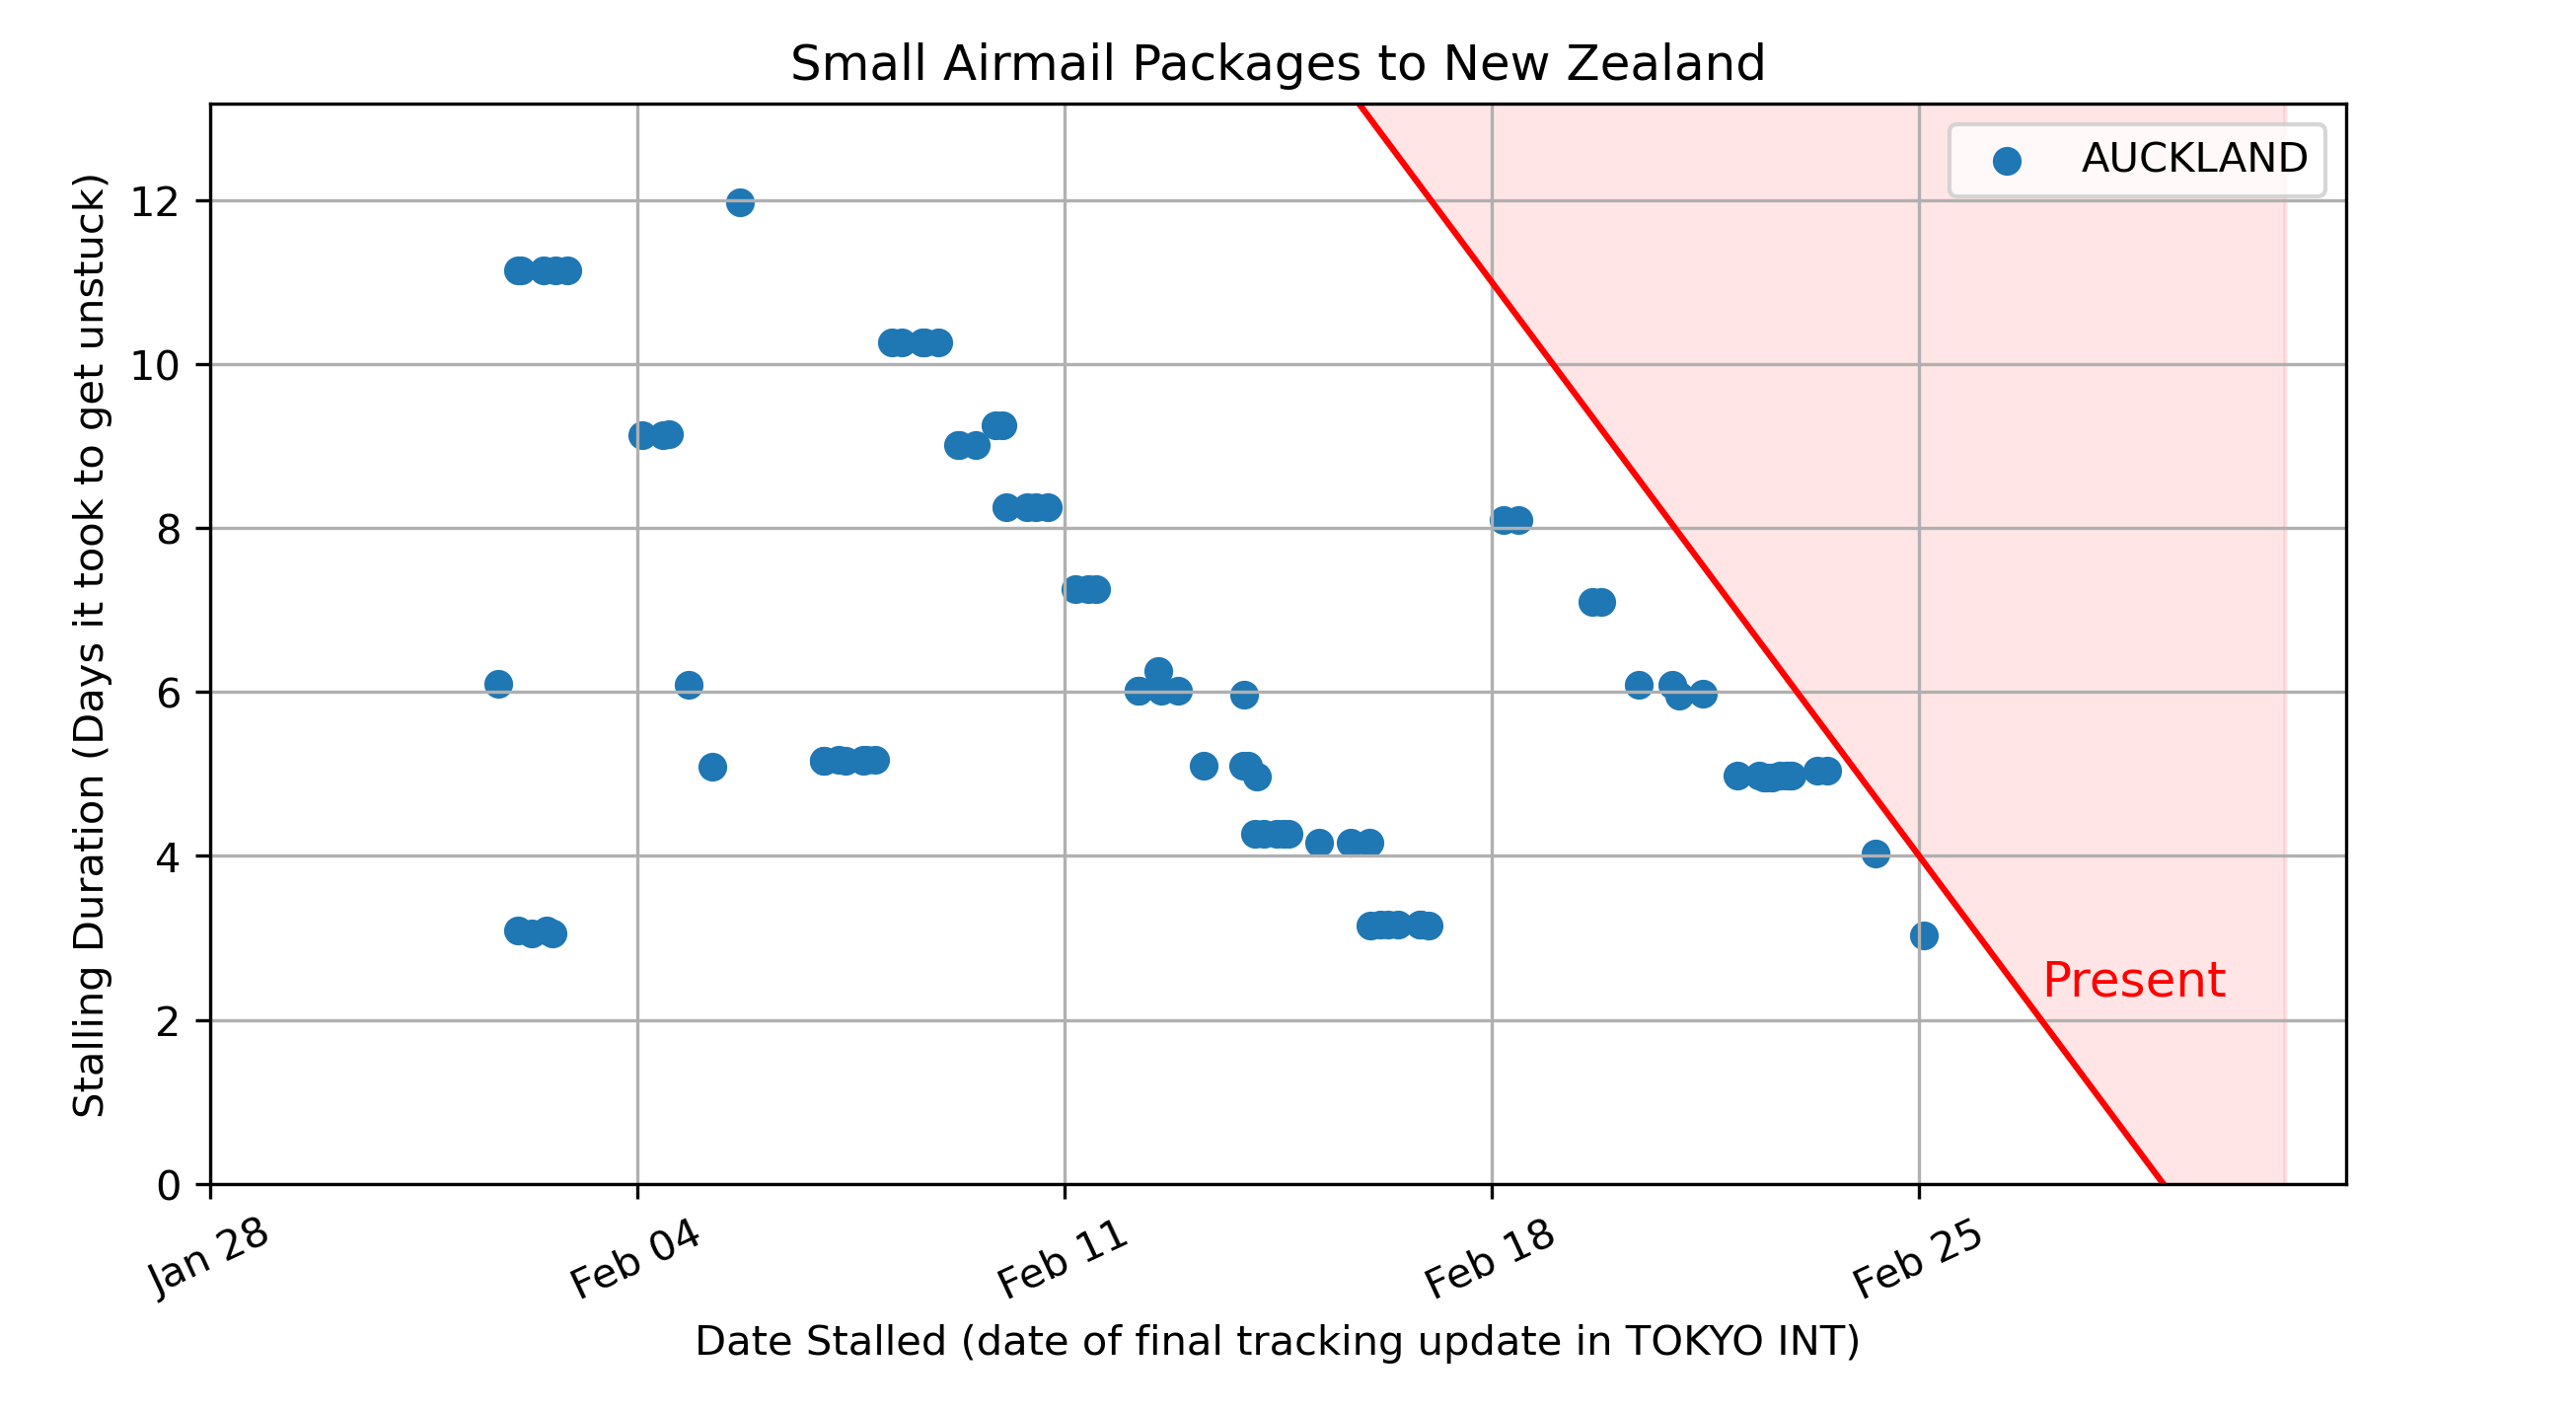 Small Airmail Packages to New Zealand
AUCKLAND
Stalling Duration (Days it took to get unstuck)
12
10
8
6
4
2
0
Present
Jan 28
Feb 04
Feb 11
Feb 18
Feb 25
Date Stalled (date of final tracking update in TOKYO INT)